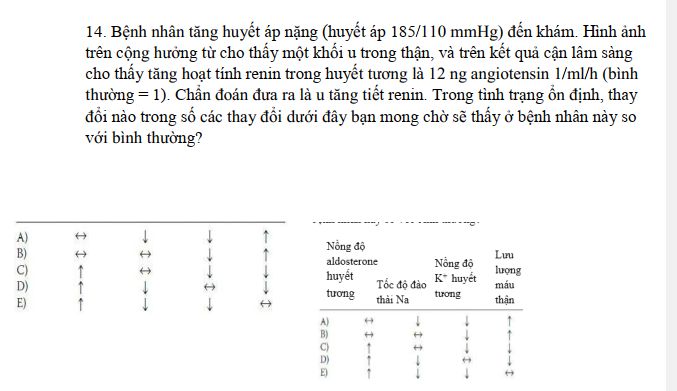 14. Bệnh nhân tăng huyết áp nặng (huyết áp 185/110 mmHg) đến khám. Hình ảnh
trên cộng hưởng từ cho thấy một khối u trong thận, và trên kết quả cận lâm sàng
cho thấy tăng hoạt tính renin trong huyết tương là 12 ng angiotensin 1/ml/h (bình
thường = 1). Chẩn đoán đưa ra là u tăng tiết renin. Trong tình trạng ổn định, thay
đổi nào trong số các thay đổi dưới đây bạn mong chờ sẽ thấy ở bệnh nhân này so
với bình thường?
A) ↔ ↓ ↓ ↑
B) ↔ ↔ ↓ ↑
C) ↑ ↔ ↓ ↓
D) ↑ ↓ ↔ ↓
E) ↑ ↓ ↓ ↔
Nồng độ
aldosterone
huyết
tương
Tốc độ đào
thải Na
Nồng độ
K⁺ huyết
tương
Lưu
lượng
máu
thận
A) ↔ ↓ ↓ ↑
B) ↔ ↔ ↓ ↑
C) ↑ ↔ ↓ ↓
D) ↑ ↓ ↔ ↓
E) ↑ ↓ ↓ ↔